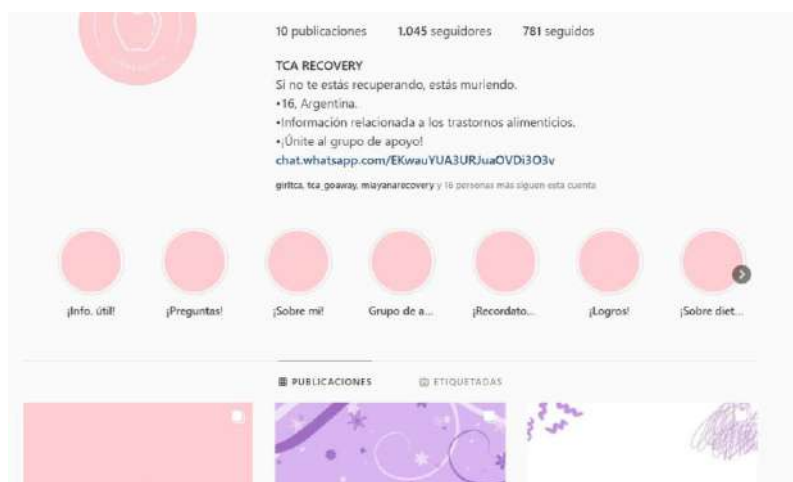 10 publicaciones 1.045 seguidores 781 seguidos
TCA RECOVERY
Si no te estás recuperando, estás muriendo.
•16, Argentina.
•Información relacionada a los trastornos alimenticios.
•¡Únite al grupo de apoyo!
chat.whatsapp.com/EKwauYUA3URJuaOVDi3O3v
girltca, tca_goaway, miayanarecovery y 16 personas más siguen esta cuenta
¡Info. útil! ¡Preguntas! ¡Sobre mi! Grupo de a... ¡Recordato... ¡Logros! ¡Sobre diet...
PUBLICACIONES ETIQUETADAS